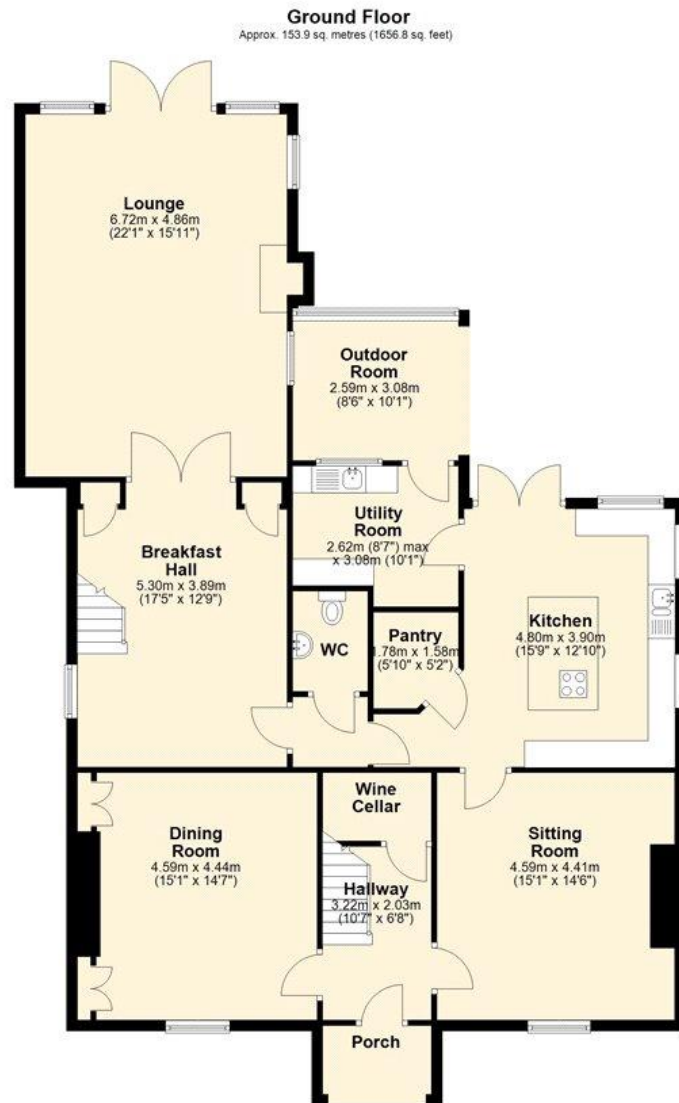 Ground Floor
Approx. 153.9 sq. metres (1656.8 sq. feet)
Lounge
6.72m x 4.86m
(22'1" x 15'11")
Outdoor
Room
2.59m x 3.08m
(8'6" x 10'1")
Utility
Room
2.62m (8'7") max
x 3.08m (10'1")
Breakfast
Hall
5.30m x 3.89m
(17'5" x 12'9")
WC
Pantry
1.78m x 1.58m
(5'10" x 5'2")
Kitchen
4.80m x 3.90m
(15'9" x 12'10")
Wine
Cellar
Dining
Room
4.59m x 4.44m
(15'1" x 14'7")
Hallway
3.22m x 2.03m
(10'7" x 6'8")
Sitting
Room
4.59m x 4.41m
(15'1" x 14'6")
Porch